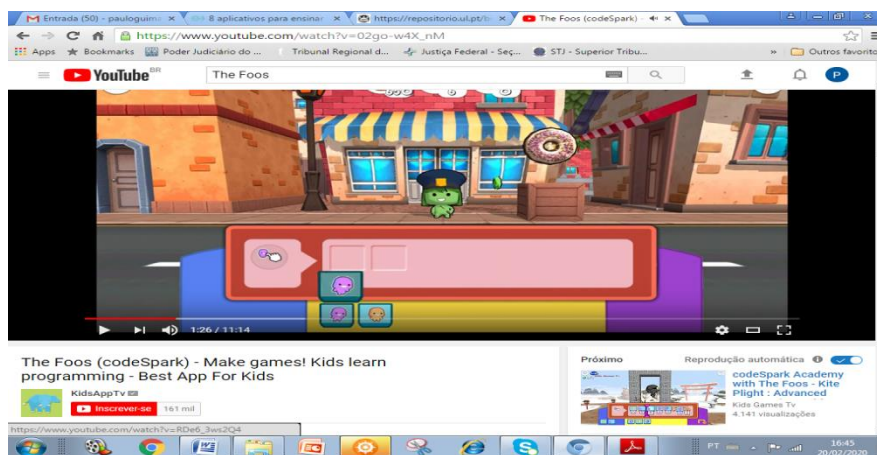 Entrada (50) - pauloguima
8 aplicativos para ensinar
https://repositorio.ul.pt/b
The Foos (codeSpark) -
https://www.youtube.com/watch?v=02go-w4X_nM
Apps
Bookmarks
Poder Judiciário do ...
Tribunal Regional d...
Justiça Federal - Seç...
STJ - Superior Tribu...
»
Outros favorito
YouTube BR
The Foos
P
1:26 / 11:14
The Foos (codeSpark) - Make games! Kids learn
programming - Best App For Kids
KidsAppTv
Inscrever-se 161 mil
Próximo
Reprodução automática
codeSpark Academy
with The Foos - Kite
Plight : Advanced
Kids Games Tv
4.141 visualizações
https://www.youtube.com/watch?v=RDe6_3ws2Q4
PT
16:45
20/02/2020